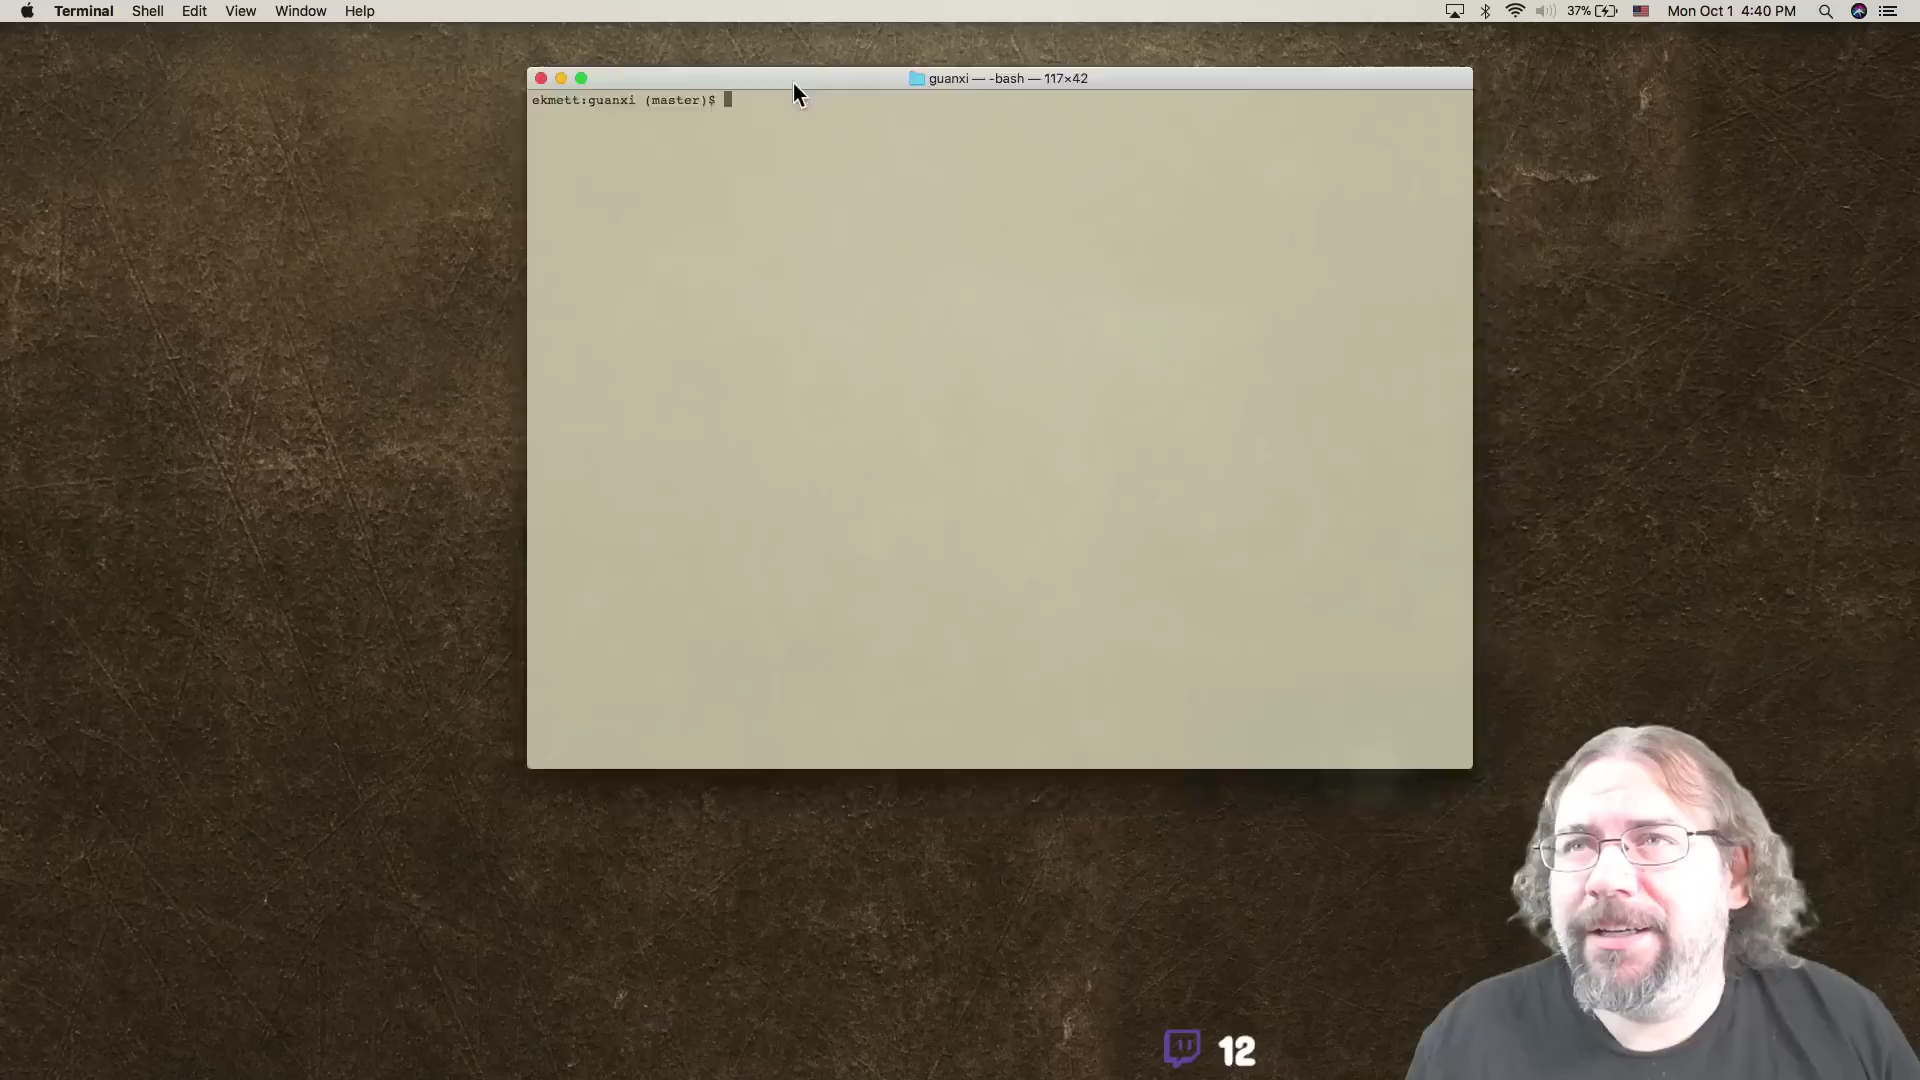 Terminal Shell Edit View Window Help 37% Mon Oct 1 4:40 PM
guanxi — -bash — 117×42
ekmett:guanxi (master)$
12